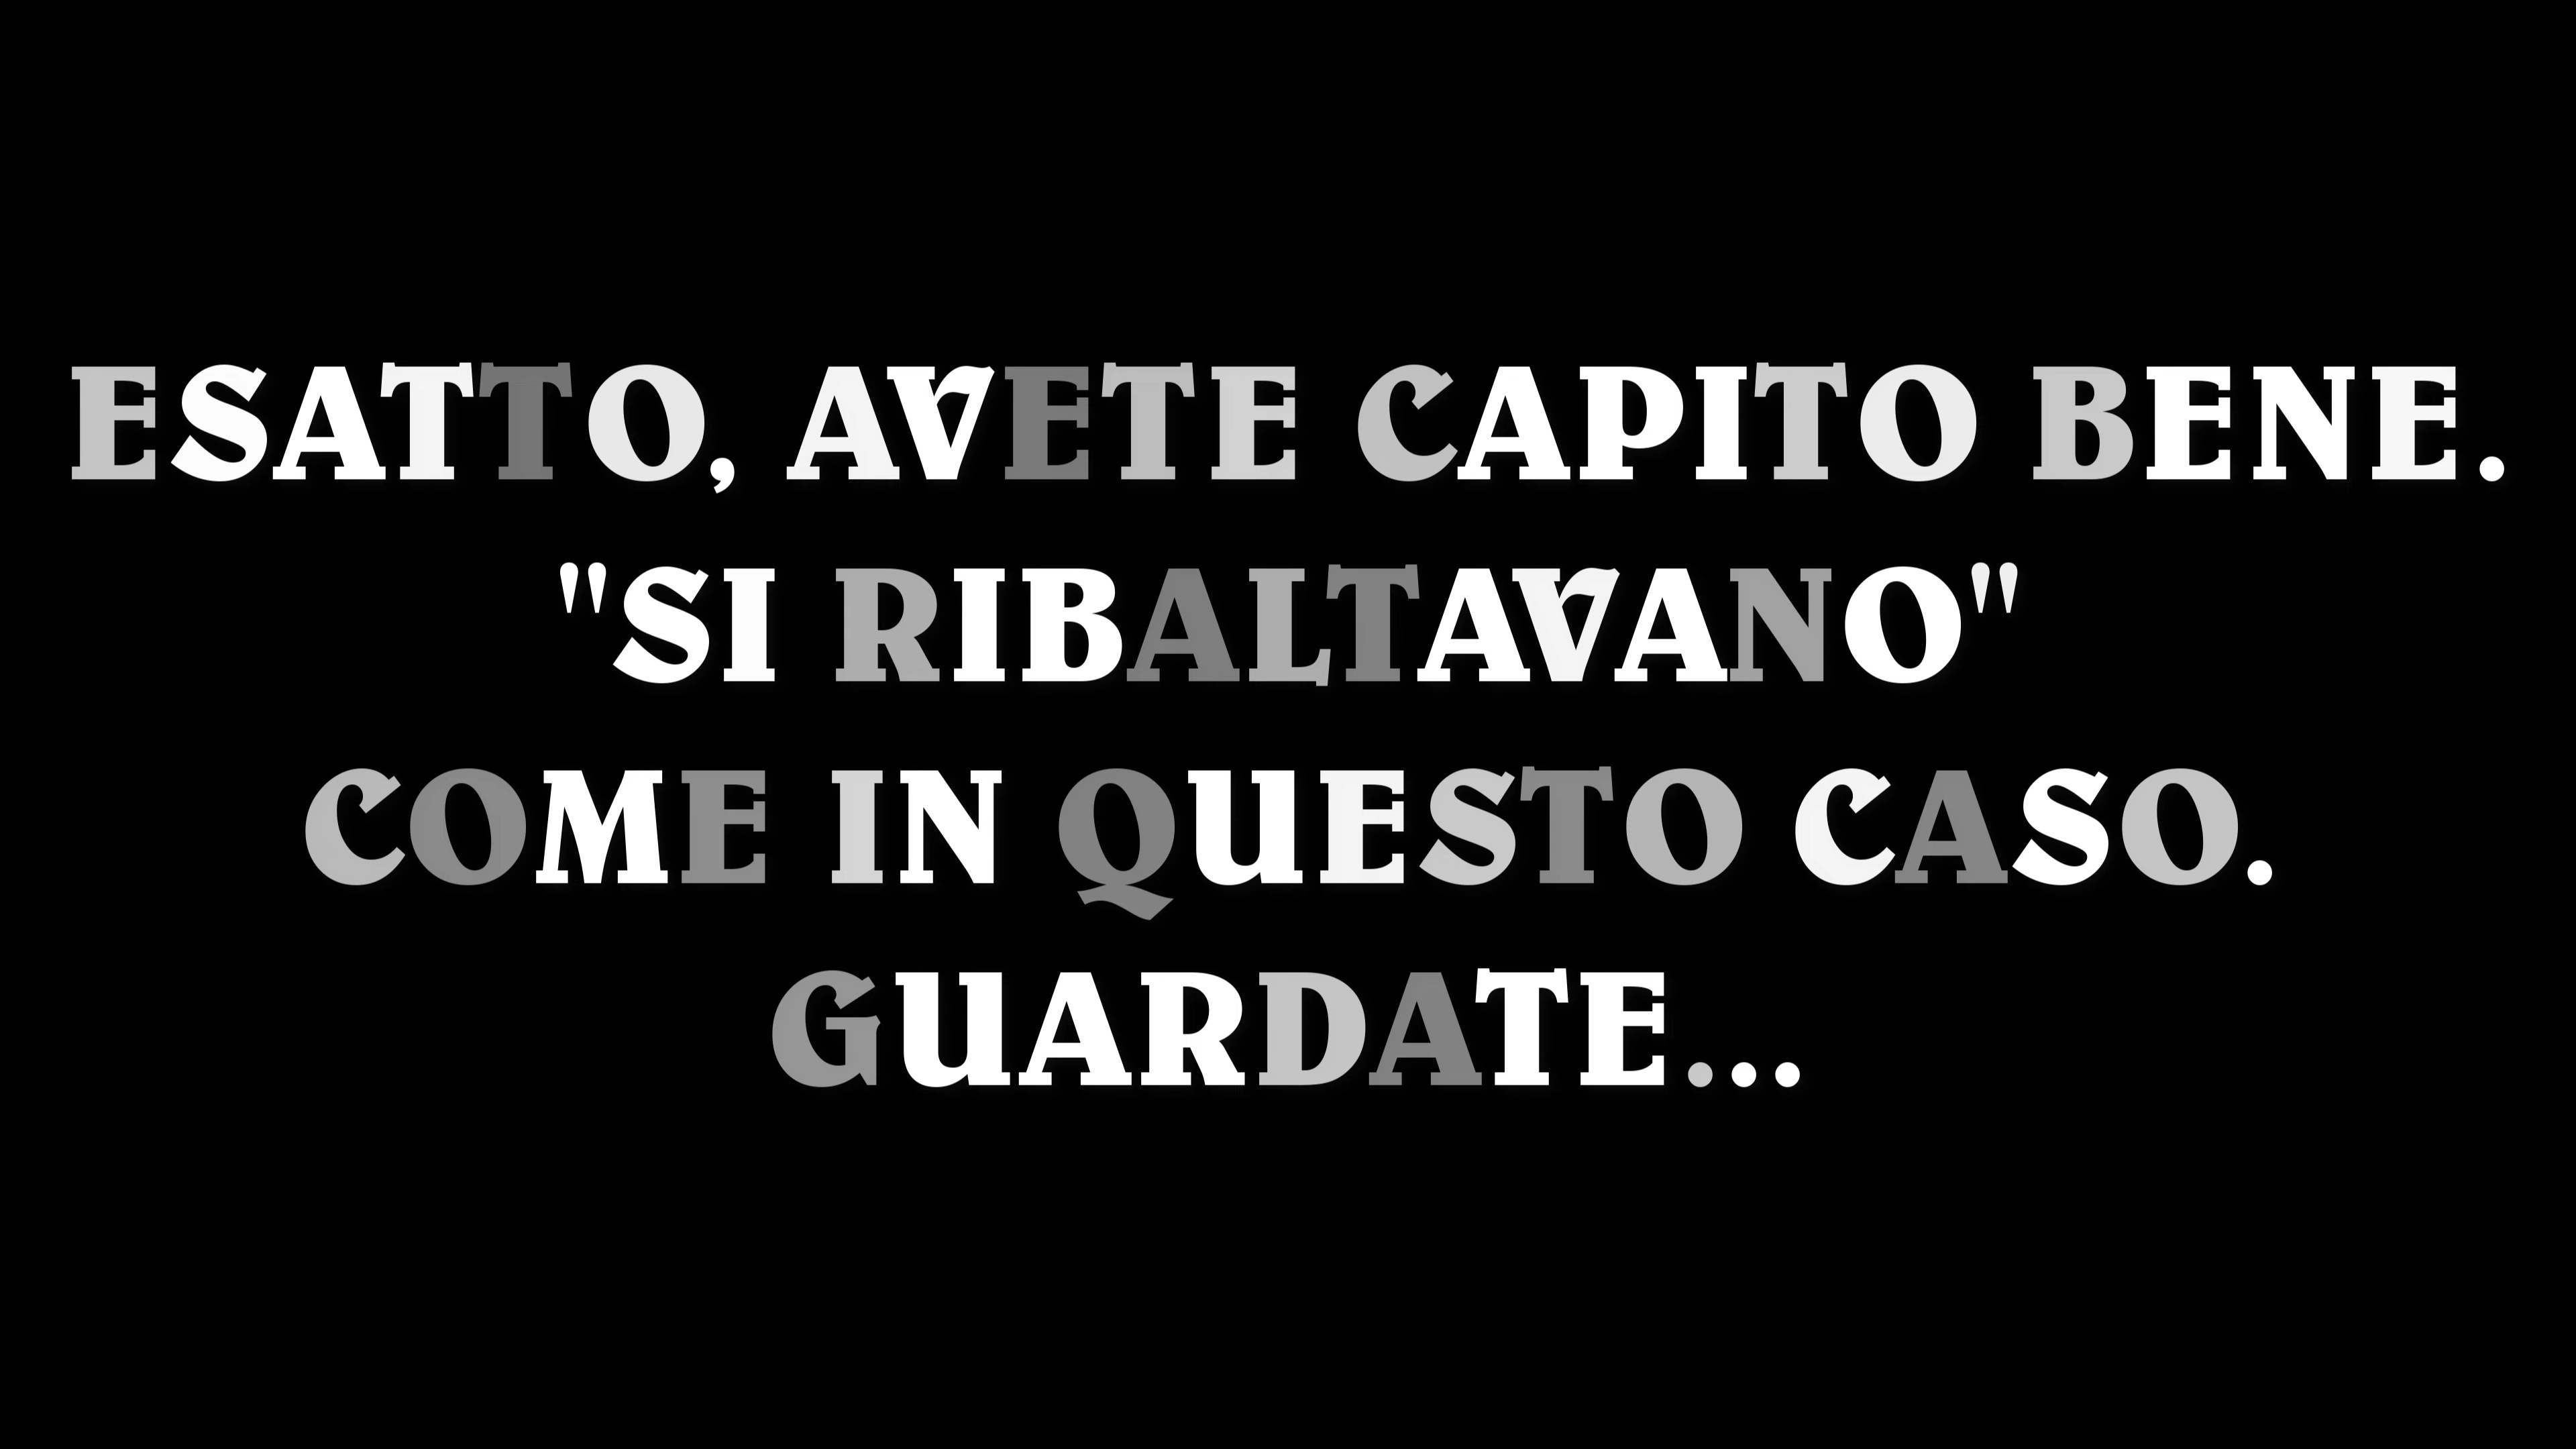 ESATTO, AVETE CAPITO BENE.
"SI RIBALTAVANO"
COME IN QUESTO CASO.
GUARDATE...